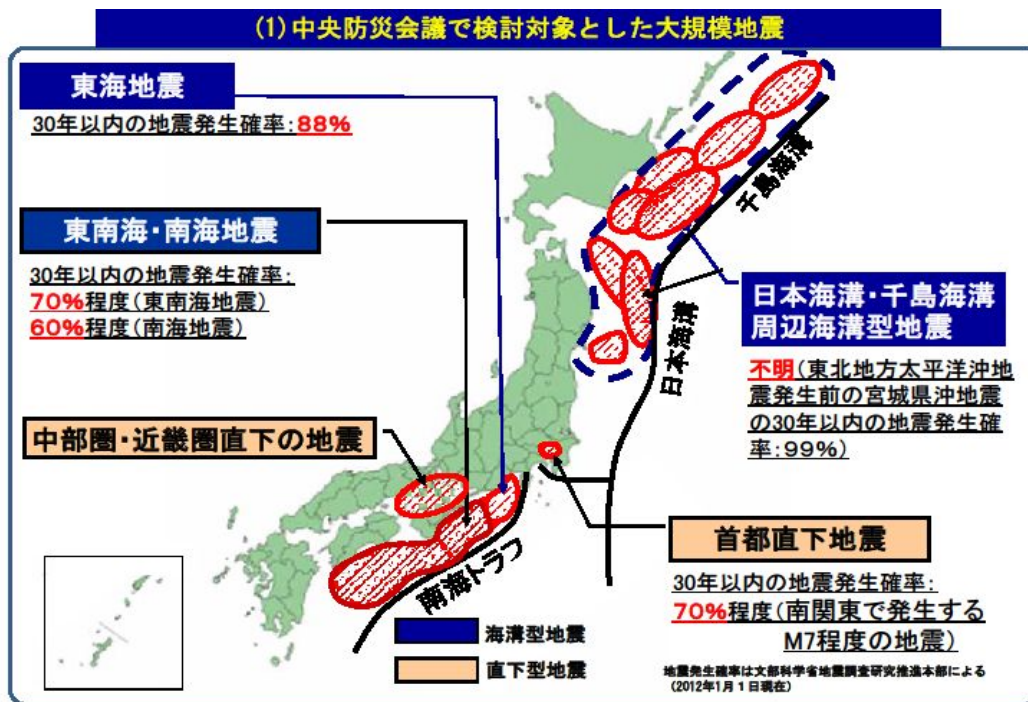 (1)中央防災会議で検討対象とした大規模地震
東海地震
30年以内の地震発生確率：88%
東南海・南海地震
30年以内の地震発生確率：
70%程度(東南海地震)
60%程度(南海地震)
中部圏・近畿圏直下の地震
千島海溝
日本海溝
南海トラフ
日本海溝・千島海溝
周辺海溝型地震
不明(東北地方太平洋沖地
震発生前の宮城県沖地震
の30年以内の地震発生確
率：99%)
首都直下地震
30年以内の地震発生確率：
70%程度(南関東で発生する
M7程度の地震)
海溝型地震
直下型地震
地震発生確率は文部科学省地震調査研究推進本部による
(2012年1月1日現在)